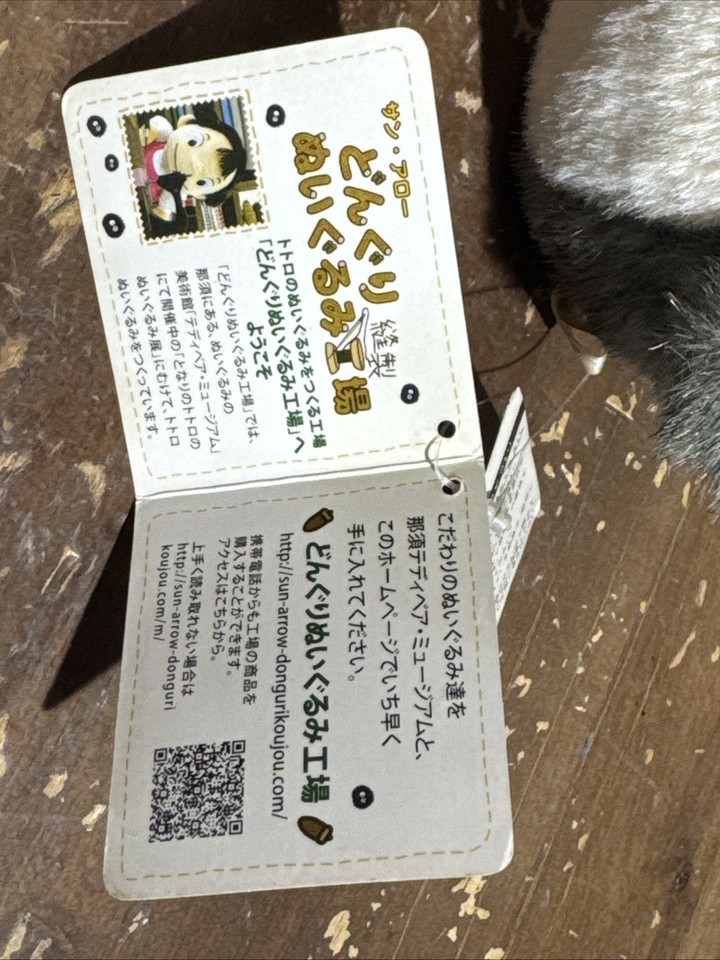 サン・アロー
どんぐり
ぬいぐるみ工場
縫製
トトロのぬいぐるみをつくる工場
「どんぐりぬいぐるみ工場」へ
ようこそ
「どんぐりぬいぐるみ工場」では、
那須にある、ぬいぐるみの
美術館「テディベア・ミュージアム」
にて開催中の「となりのトトロの
ぬいぐるみ展」にむけて、トトロ
ぬいぐるみをつくっています。
こだわりのぬいぐるみ達を
那須テディベア・ミュージアムと、
このホームページでいち早く
手に入れてください。
どんぐりぬいぐるみ工場
http://sun-arrow-dongurikoujou.com/
携帯電話からも工場の商品を
購入することができます。
アクセスはこちらから。
上手く読み取れない場合は
http://sun-arrow-donguri
koujou.com/m/